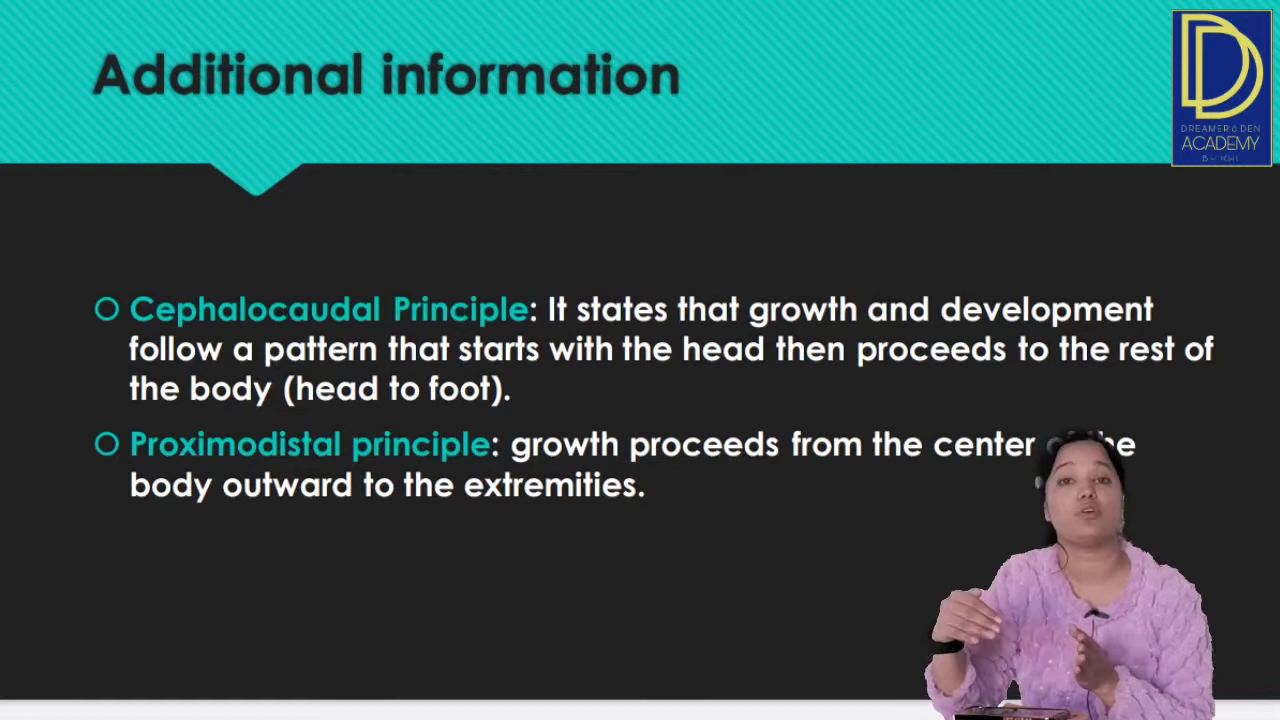 Additional information
DREAMER
DEN
ACADEMY
Cephalocaudal Principle: It states that growth and development
follow a pattern that starts with the head then proceeds to the rest of
the body (head to foot).
Proximodistal principle: growth proceeds from the center of the
body outward to the extremities.